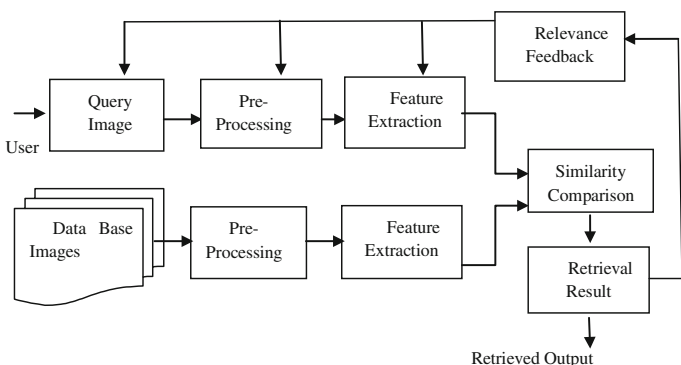 Relevance
Feedback
Query
Image
Pre-
Processing
Feature
Extraction
User
Similarity
Comparison
Data Base
Images
Pre-
Processing
Feature
Extraction
Retrieval
Result
Retrieved Output